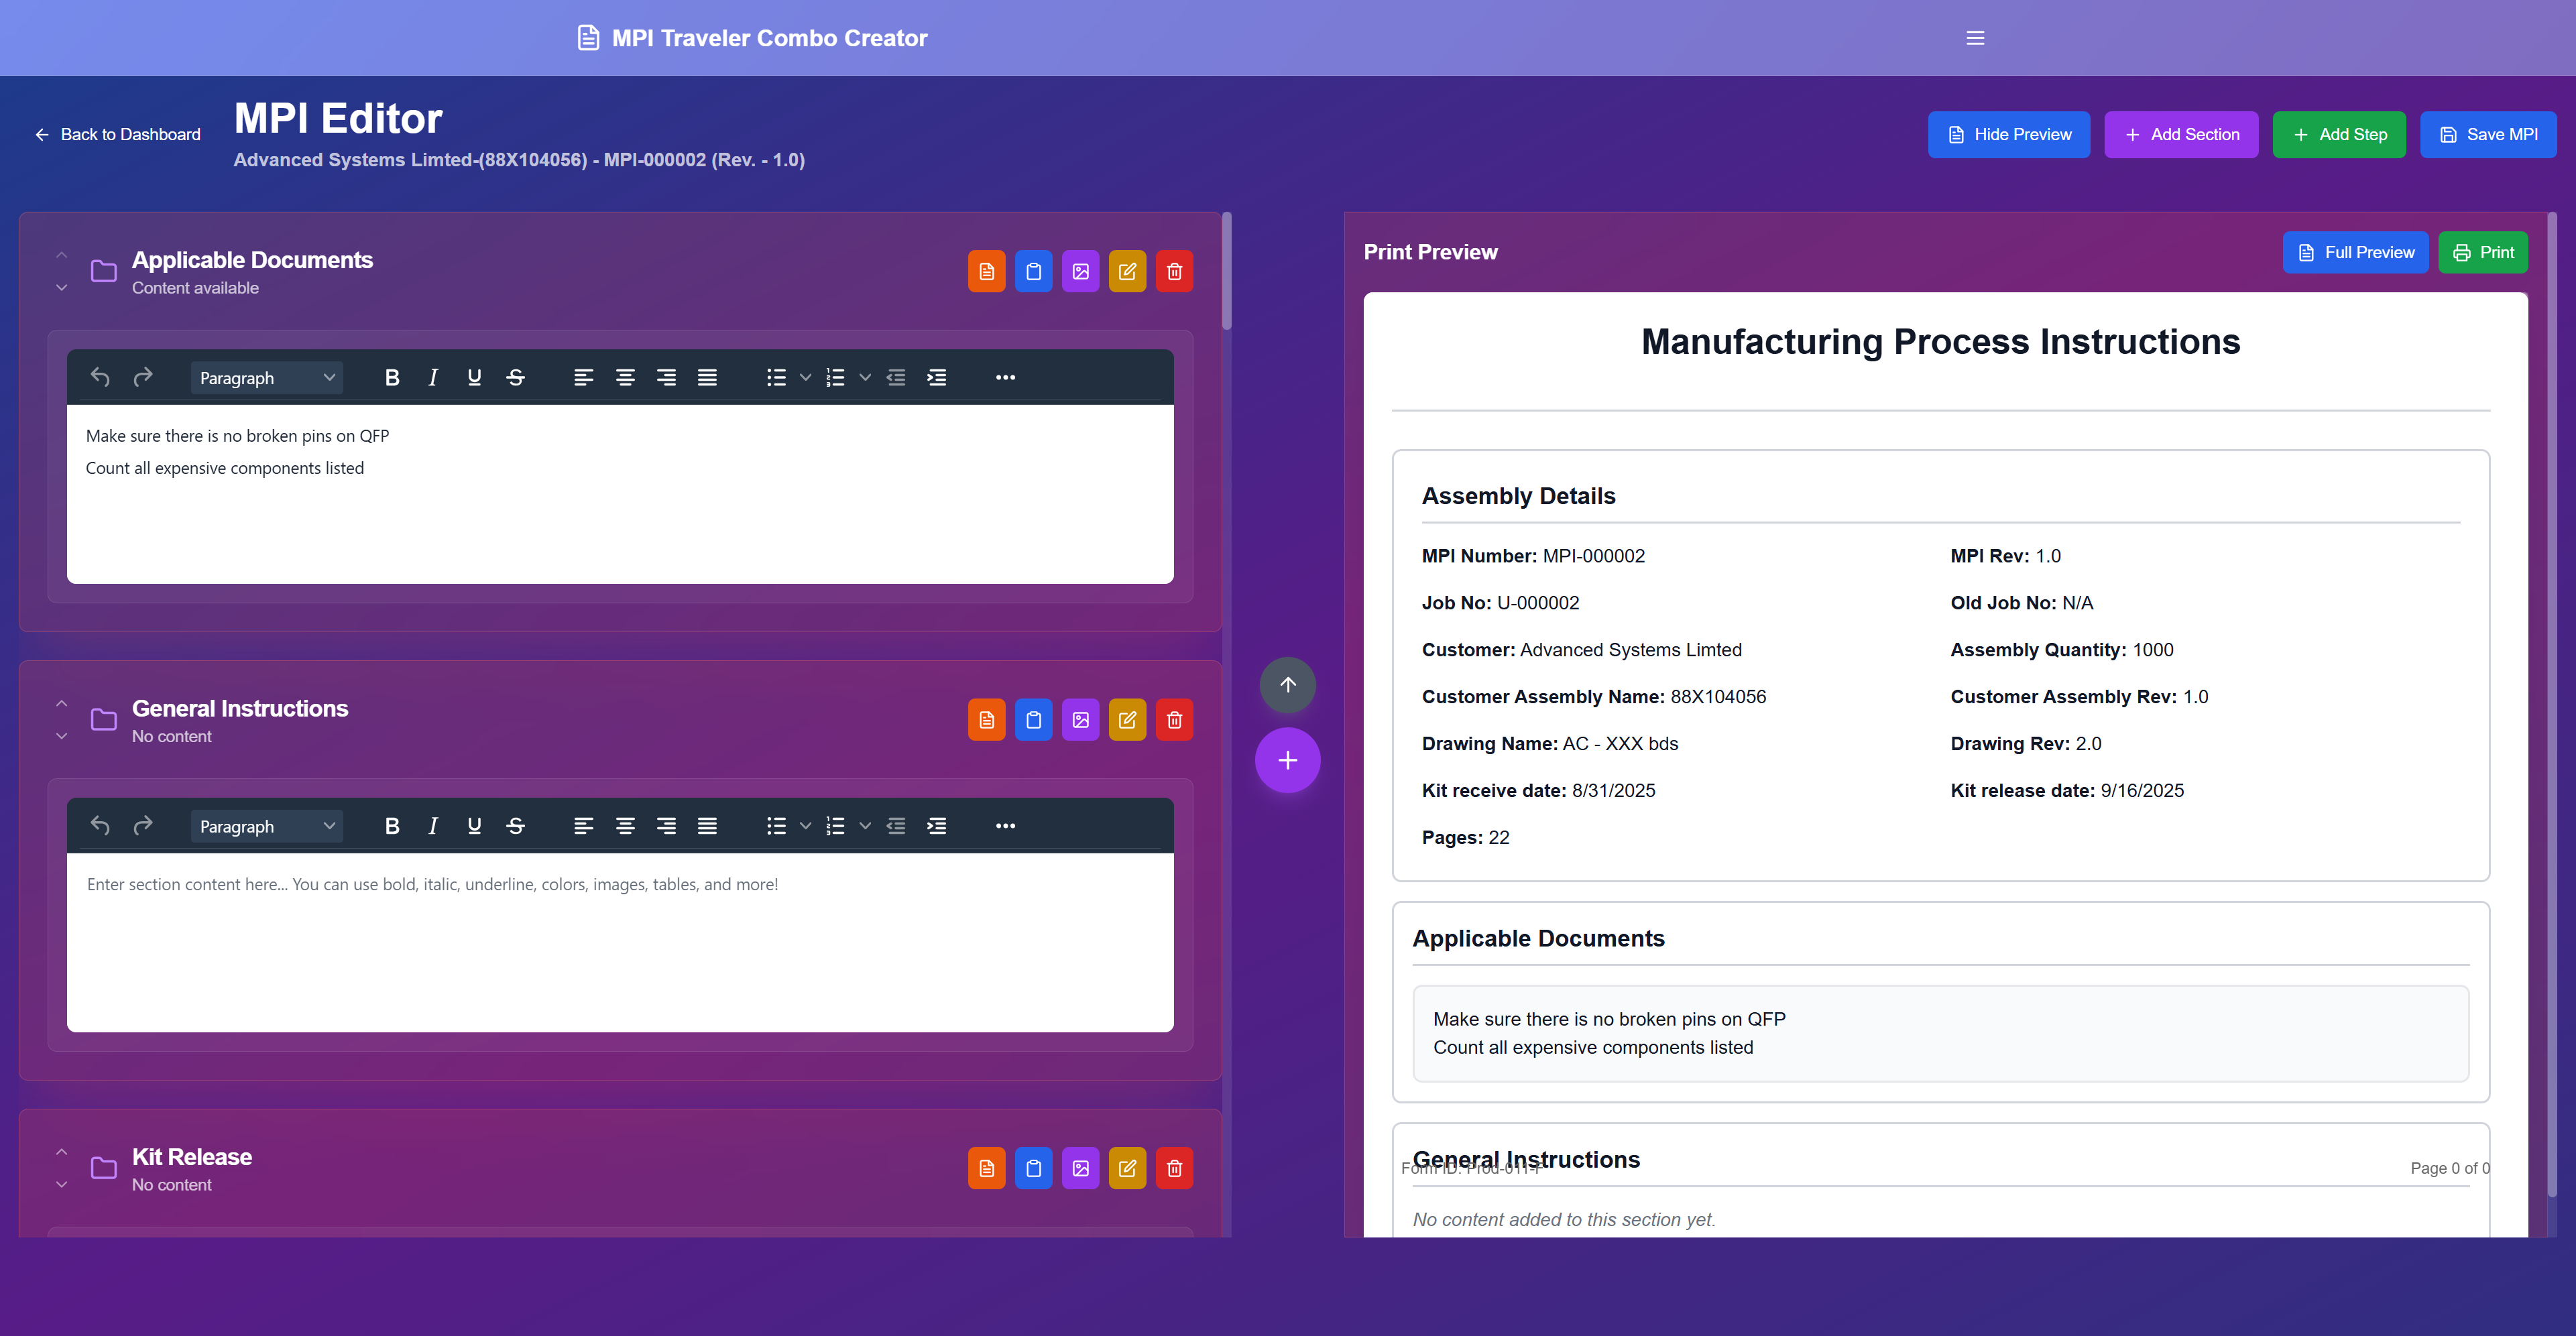 MPI Traveler Combo Creator
Back to Dashboard
MPI Editor
Advanced Systems Limted-(88X104056) - MPI-000002 (Rev. - 1.0)
Hide Preview
Add Section
Add Step
Save MPI
Applicable Documents
Content available
Paragraph
B I U S
Make sure there is no broken pins on QFP
Count all expensive components listed
General Instructions
No content
Paragraph
B I U S
Enter section content here... You can use bold, italic, underline, colors, images, tables, and more!
Kit Release
No content
Print Preview
Full Preview
Print
Manufacturing Process Instructions
Assembly Details
MPI Number: MPI-000002
MPI Rev: 1.0
Job No: U-000002
Old Job No: N/A
Customer: Advanced Systems Limted
Assembly Quantity: 1000
Customer Assembly Name: 88X104056
Customer Assembly Rev: 1.0
Drawing Name: AC - XXX bds
Drawing Rev: 2.0
Kit receive date: 8/31/2025
Kit release date: 9/16/2025
Pages: 22
Applicable Documents
Make sure there is no broken pins on QFP
Count all expensive components listed
General Instructions
Form ID: Prod-011-F
Page 0 of 0
No content added to this section yet.